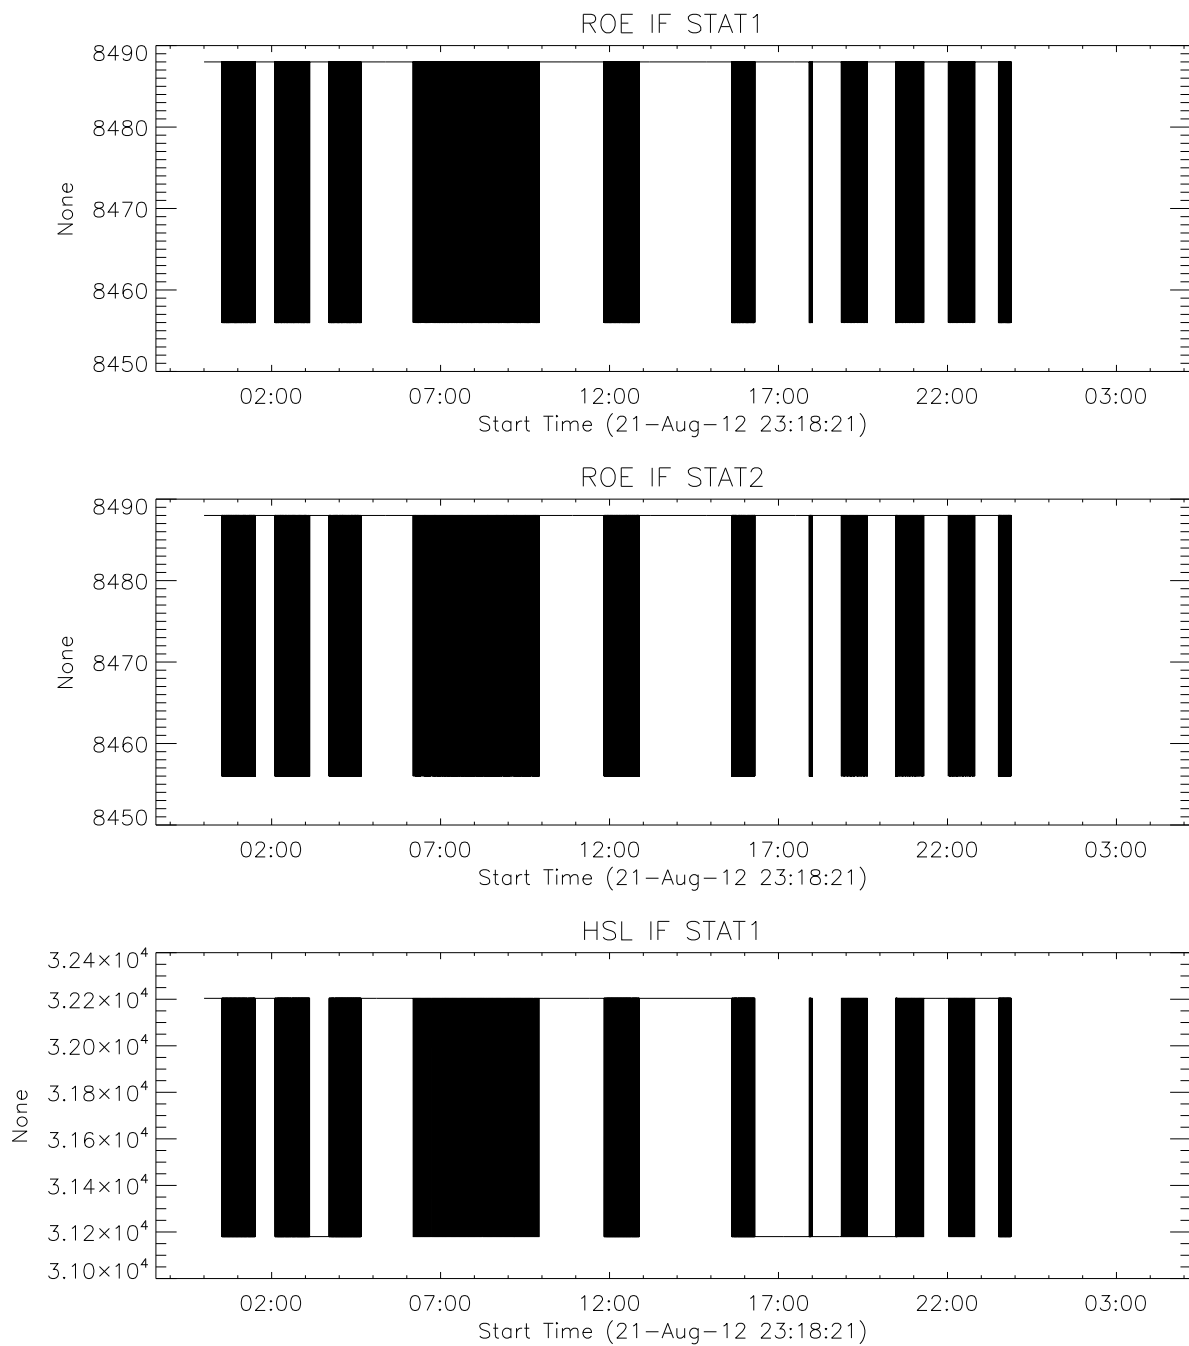 ROE IF STAT1
8490
8480
8470
8460
8450
None
02:00 07:00 12:00 17:00 22:00 03:00
Start Time (21-Aug-12 23:18:21)
ROE IF STAT2
8490
8480
8470
8460
8450
None
02:00 07:00 12:00 17:00 22:00 03:00
Start Time (21-Aug-12 23:18:21)
HSL IF STAT1
3.24×10⁴
3.22×10⁴
3.20×10⁴
3.18×10⁴
3.16×10⁴
3.14×10⁴
3.12×10⁴
3.10×10⁴
None
02:00 07:00 12:00 17:00 22:00 03:00
Start Time (21-Aug-12 23:18:21)